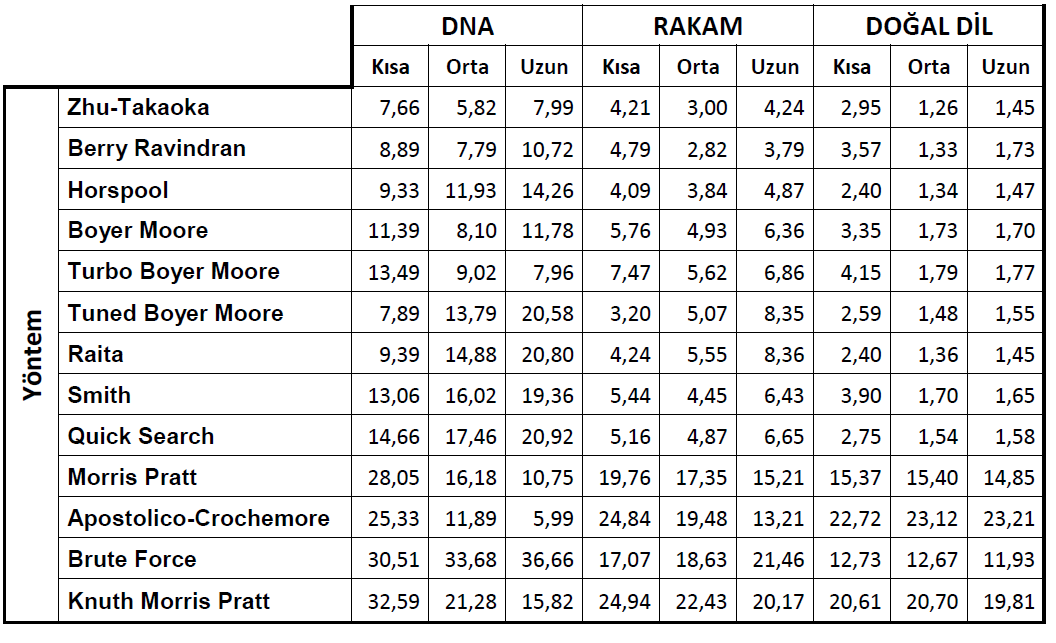 DNA RAKAM DOĞAL DİL
Kısa Orta Uzun Kısa Orta Uzun Kısa Orta Uzun
Yöntem
Zhu-Takaoka 7,66 5,82 7,99 4,21 3,00 4,24 2,95 1,26 1,45
Berry Ravindran 8,89 7,79 10,72 4,79 2,82 3,79 3,57 1,33 1,73
Horspool 9,33 11,93 14,26 4,09 3,84 4,87 2,40 1,34 1,47
Boyer Moore 11,39 8,10 11,78 5,76 4,93 6,36 3,35 1,73 1,70
Turbo Boyer Moore 13,49 9,02 7,96 7,47 5,62 6,86 4,15 1,79 1,77
Tuned Boyer Moore 7,89 13,79 20,58 3,20 5,07 8,35 2,59 1,48 1,55
Raita 9,39 14,88 20,80 4,24 5,55 8,36 2,40 1,36 1,45
Smith 13,06 16,02 19,36 5,44 4,45 6,43 3,90 1,70 1,65
Quick Search 14,66 17,46 20,92 5,16 4,87 6,65 2,75 1,54 1,58
Morris Pratt 28,05 16,18 10,75 19,76 17,35 15,21 15,37 15,40 14,85
Apostolico-Crochemore 25,33 11,89 5,99 24,84 19,48 13,21 22,72 23,12 23,21
Brute Force 30,51 33,68 36,66 17,07 18,63 21,46 12,73 12,67 11,93
Knuth Morris Pratt 32,59 21,28 15,82 24,94 22,43 20,17 20,61 20,70 19,81